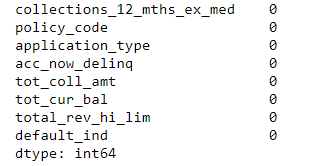 collections_12_mths_ex_med 0
policy_code 0
application_type 0
acc_now_delinq 0
tot_coll_amt 0
tot_cur_bal 0
total_rev_hi_lim 0
default_ind 0
dtype: int64